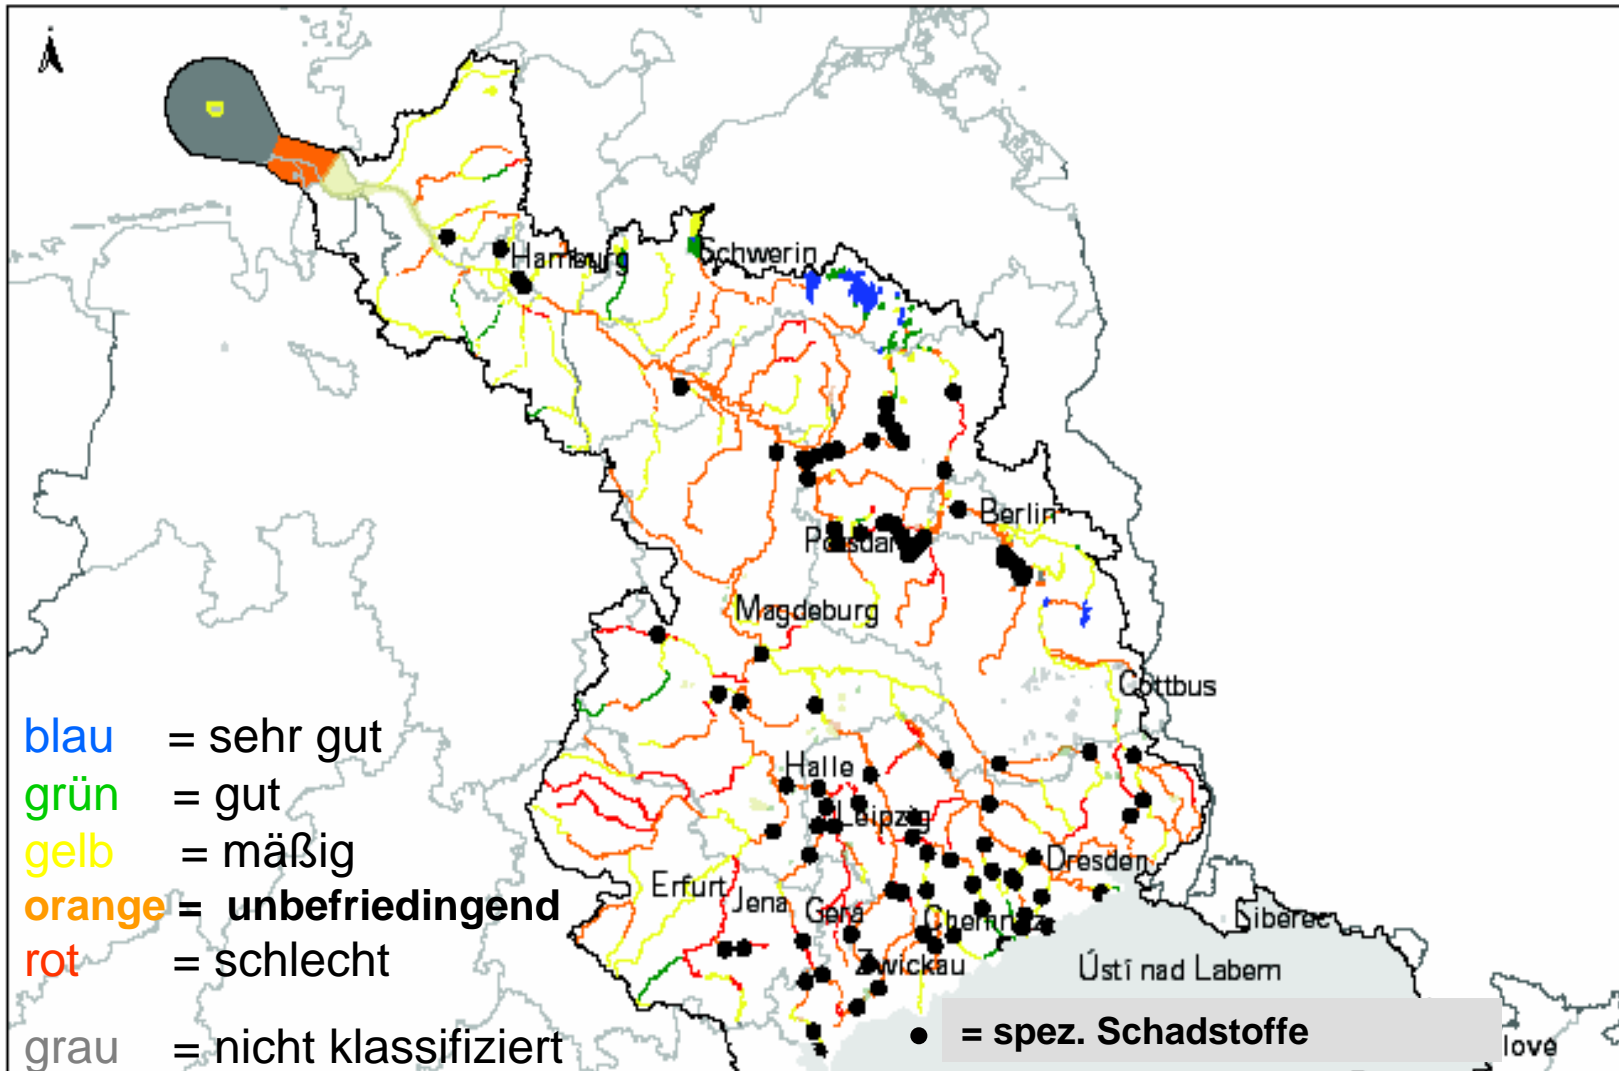 Hamburg
Schwerin
Berlin
Potsdam
Magdeburg
Cottbus
blau = sehr gut
grün = gut
gelb = mäßig
orange = unbefriedingend
rot = schlecht
grau = nicht klassifiziert
Halle
Leipzig
Dresden
Erfurt
Jena
Gera
Chemnitz
Zwickau
Liberec
Ústí nad Labem
= spez. Schadstoffe
lové